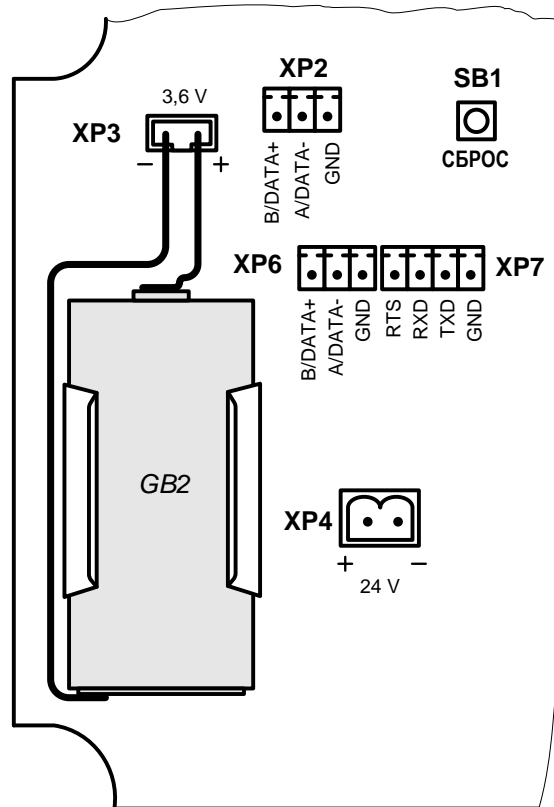 XP2
SB1
3,6 V
XP3
− +
B/DATA+
A/DATA-
GND
СБРОС
XP6
XP7
B/DATA+
A/DATA-
GND
RTS
RXD
TXD
GND
GB2
XP4
+ −
24 V